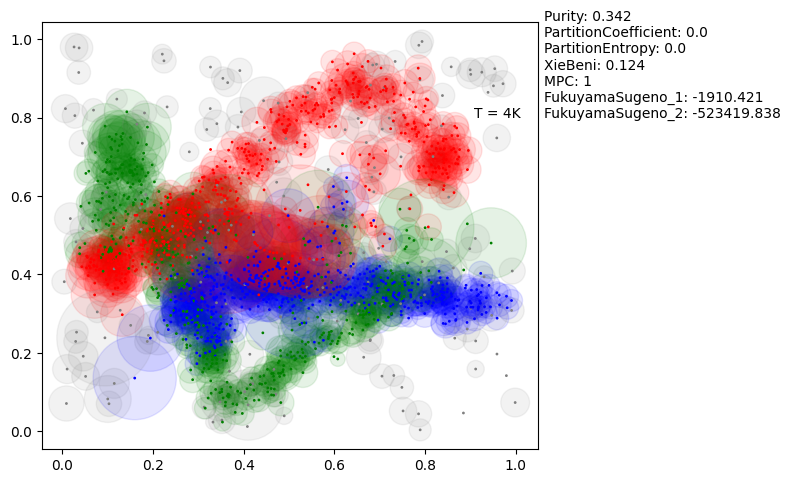 Purity: 0.342
PartitionCoefficient: 0.0
PartitionEntropy: 0.0
XieBeni: 0.124
MPC: 1
FukuyamaSugeno_1: -1910.421
FukuyamaSugeno_2: -523419.838
T = 4K
1.0
0.8
0.6
0.4
0.2
0.0
0.0 0.2 0.4 0.6 0.8 1.0